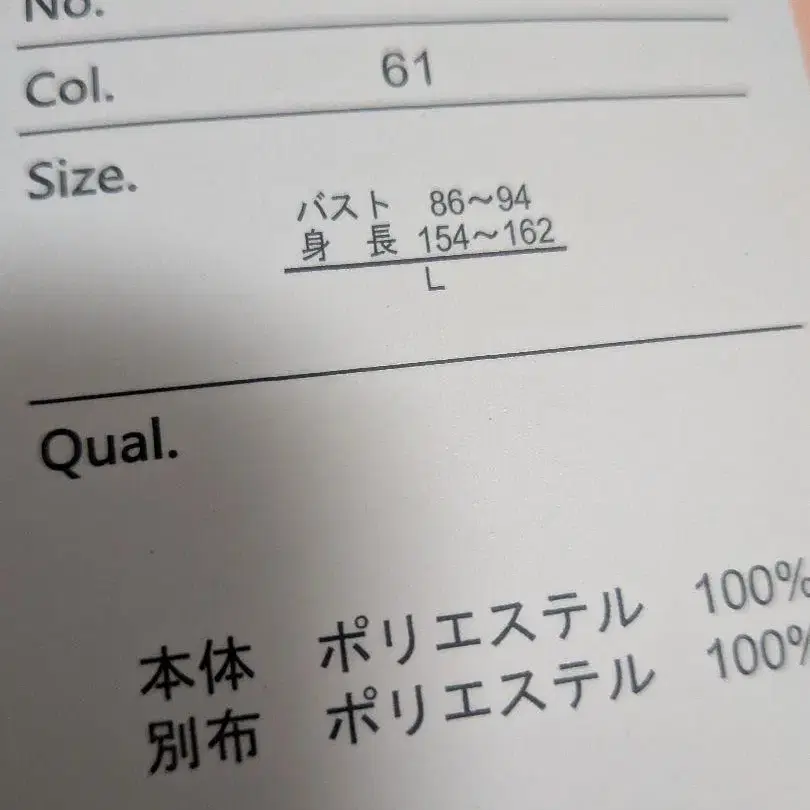 No.
Col. 61
Size.
バスト 86～94
身 長 154～162
L
Qual.
本体 ポリエステル 100%
別布 ポリエステル 100%